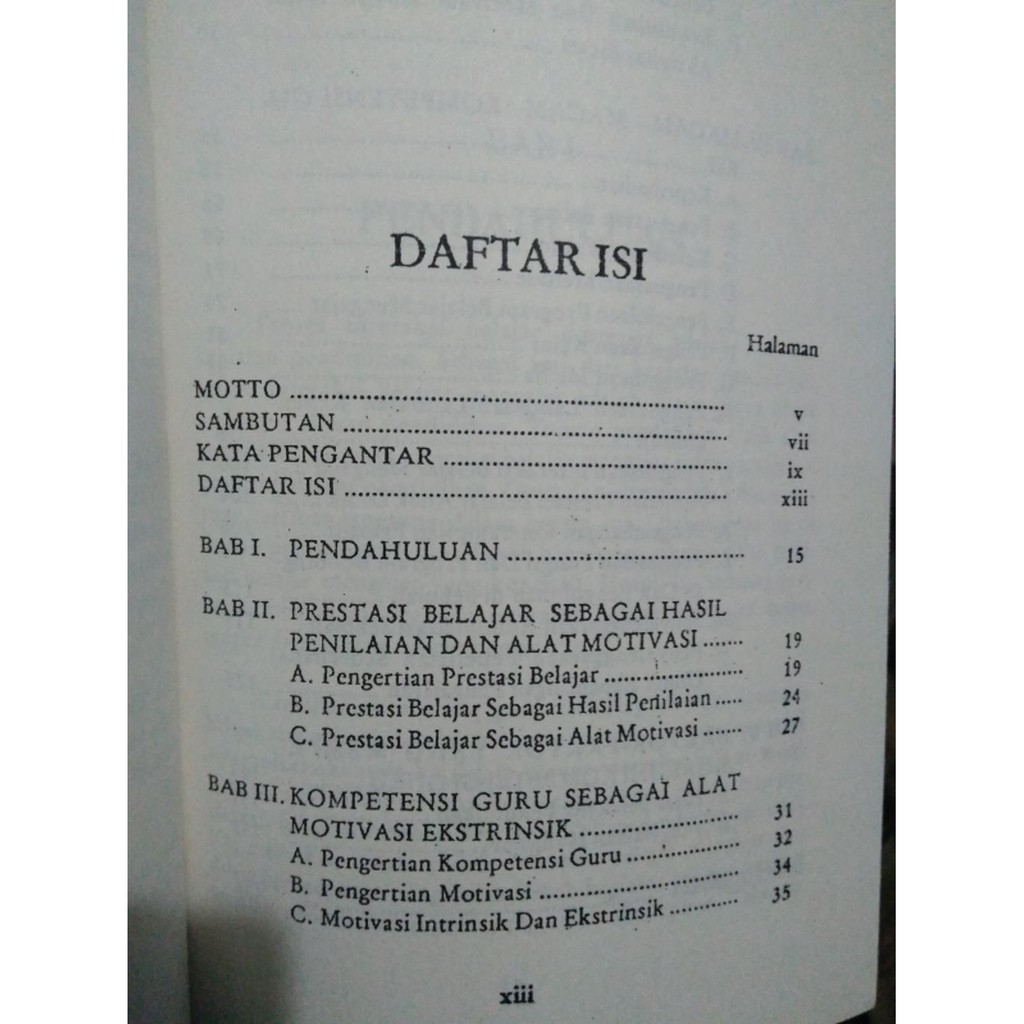 DAFTAR ISI
Halaman
MOTTO ........ v
SAMBUTAN ........ vii
KATA PENGANTAR ........ ix
DAFTAR ISI ........ xiii
BAB I. PENDAHULUAN ........ 15
BAB II. PRESTASI BELAJAR SEBAGAI HASIL
PENILAIAN DAN ALAT MOTIVASI ....... 19
A. Pengertian Prestasi Belajar ........ 19
B. Prestasi Belajar Sebagai Hasil Penilaian ..... 24
C. Prestasi Belajar Sebagai Alat Motivasi ....... 27
BAB III. KOMPETENSI GURU SEBAGAI ALAT
MOTIVASI EKSTRINSIK ........ 31
A. Pengertian Kompetensi Guru ........ 32
B. Pengertian Motivasi ........ 34
C. Motivasi Intrinsik Dan Ekstrinsik ........ 35
xiii